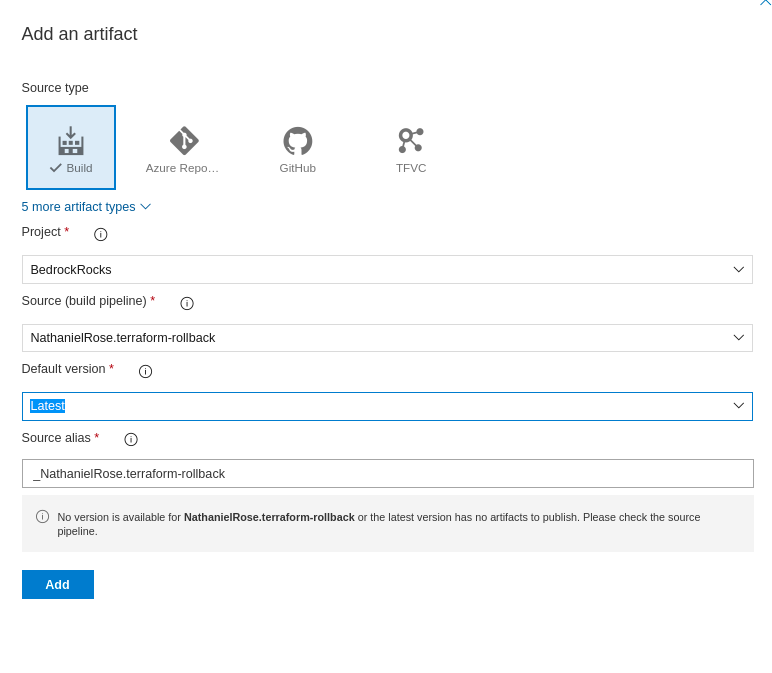 Add an artifact
Source type
Build
Azure Repo…
GitHub
TFVC
5 more artifact types
Project *
BedrockRocks
Source (build pipeline) *
NathanielRose.terraform-rollback
Default version *
Latest
Source alias *
_NathanielRose.terraform-rollback
No version is available for NathanielRose.terraform-rollback or the latest version has no artifacts to publish. Please check the source
pipeline.
Add